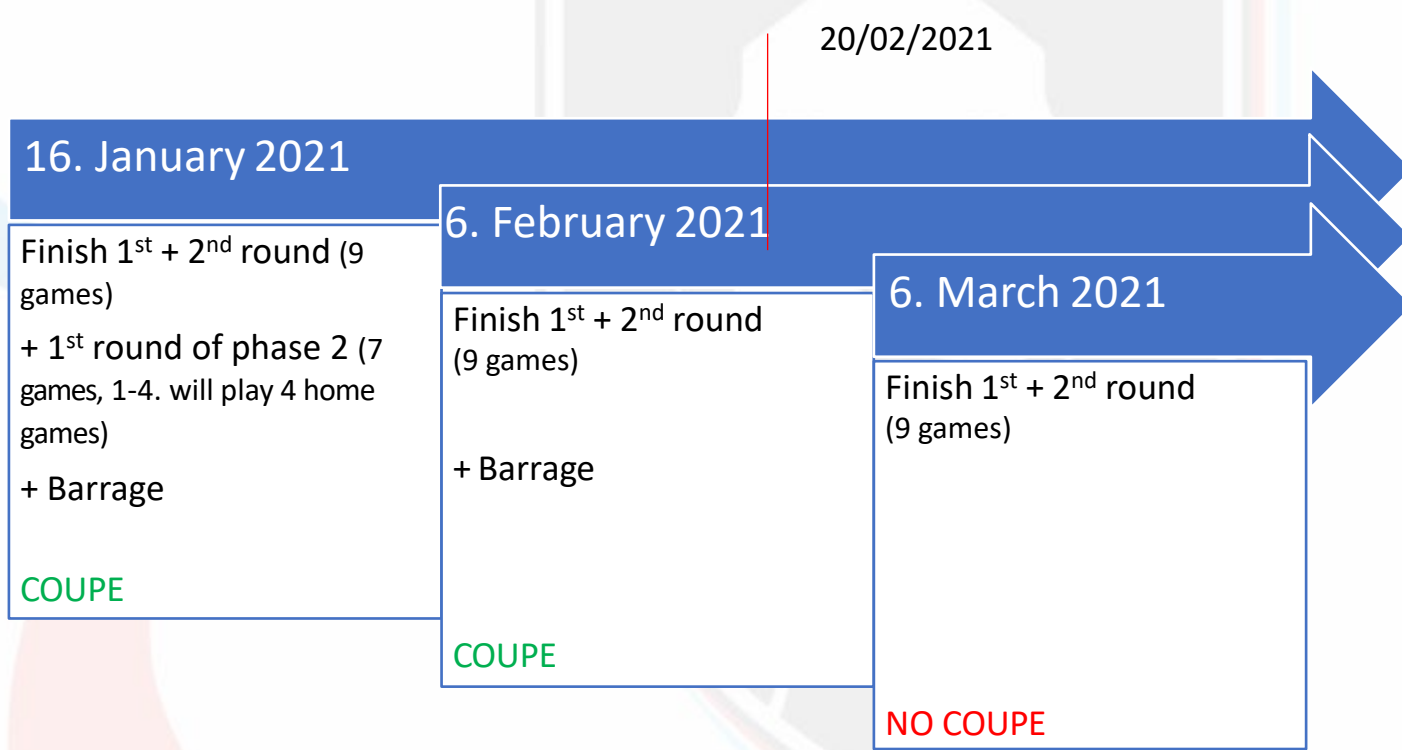 20/02/2021
16. January 2021
Finish 1st + 2nd round (9
games)
+ 1st round of phase 2 (7
games, 1-4. will play 4 home
games)
+ Barrage
COUPE
6. February 2021
Finish 1st + 2nd round
(9 games)
+ Barrage
COUPE
6. March 2021
Finish 1st + 2nd round
(9 games)
NO COUPE